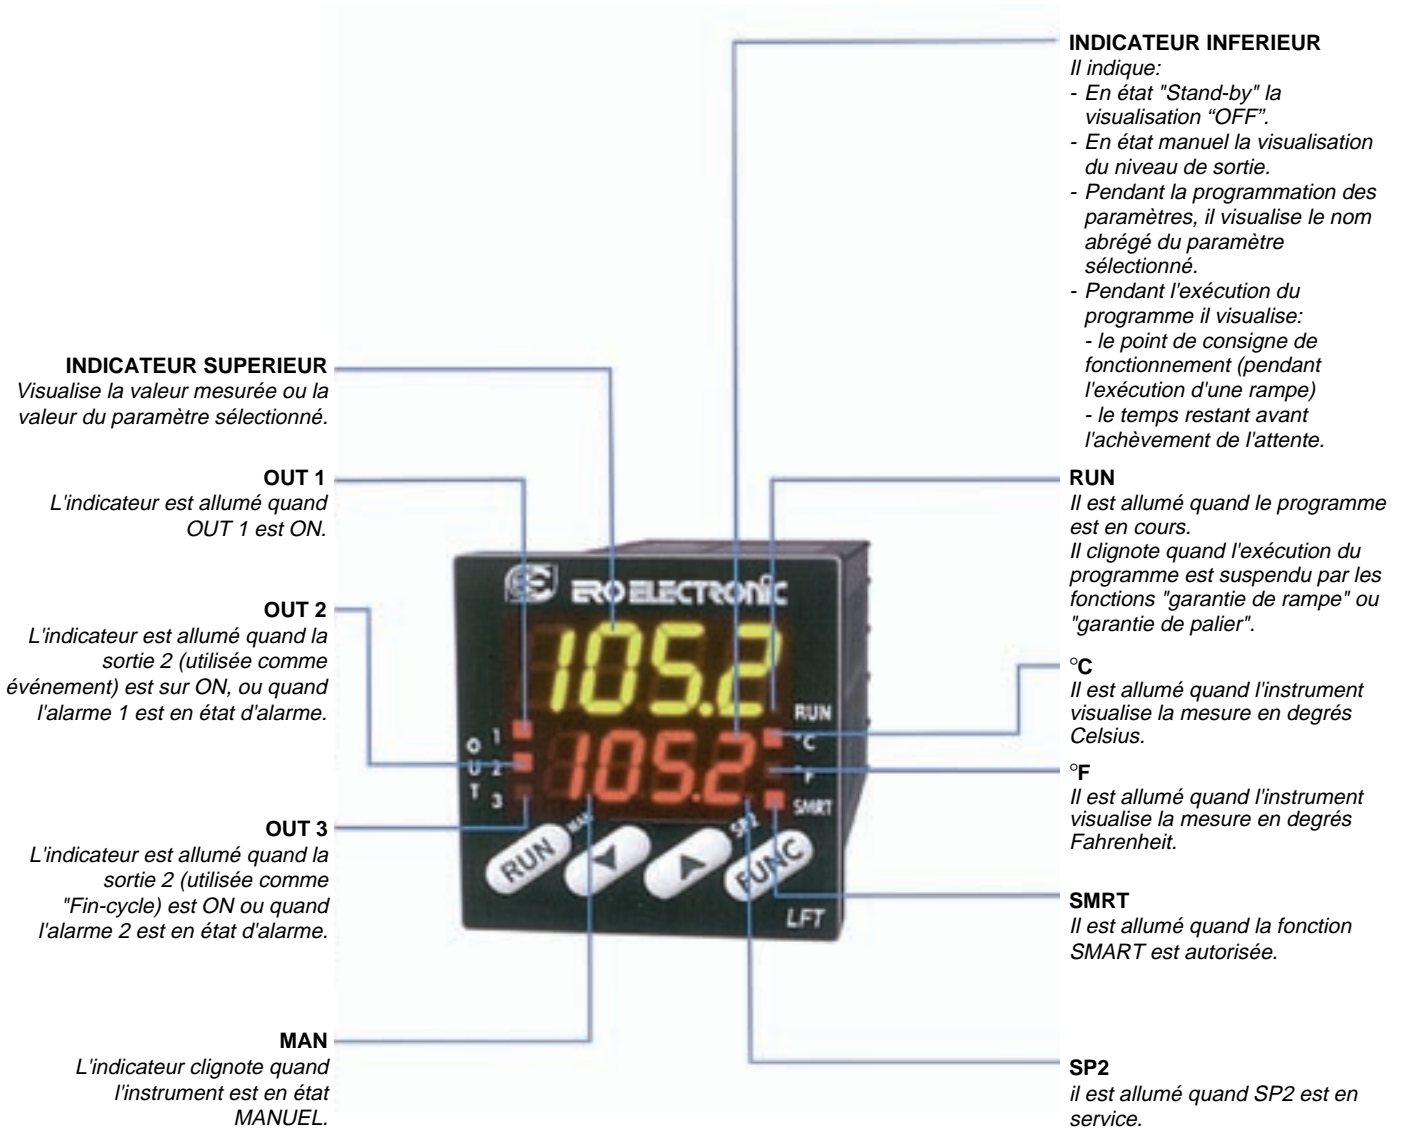 INDICATEUR INFERIEUR
Il indique:
- En état "Stand-by" la
visualisation “OFF”.
- En état manuel la visualisation
du niveau de sortie.
- Pendant la programmation des
paramètres, il visualise le nom
abrégé du paramètre
sélectionné.
- Pendant l'exécution du
programme il visualise:
- le point de consigne de
fonctionnement (pendant
l'exécution d'une rampe)
- le temps restant avant
l'achèvement de l'attente.
INDICATEUR SUPERIEUR
Visualise la valeur mesurée ou la
valeur du paramètre sélectionné.
OUT 1
L'indicateur est allumé quand
OUT 1 est ON.
OUT 2
L'indicateur est allumé quand la
sortie 2 (utilisée comme
événement) est sur ON, ou quand
l'alarme 1 est en état d'alarme.
OUT 3
L'indicateur est allumé quand la
sortie 2 (utilisée comme
"Fin-cycle) est ON ou quand
l'alarme 2 est en état d'alarme.
MAN
L'indicateur clignote quand
l'instrument est en état
MANUEL.
RUN
Il est allumé quand le programme
est en cours.
Il clignote quand l'exécution du
programme est suspendu par les
fonctions "garantie de rampe" ou
"garantie de palier".
°C
Il est allumé quand l'instrument
visualise la mesure en degrés
Celsius.
°F
Il est allumé quand l'instrument
visualise la mesure en degrés
Fahrenheit.
SMRT
Il est allumé quand la fonction
SMART est autorisée.
SP2
il est allumé quand SP2 est en
service.
ERO ELECTRONIC
105.2
RUN
105.2
°C
°F
SMRT
OUT
1
2
3
MAN
SP2
RUN
FUNC
LFT